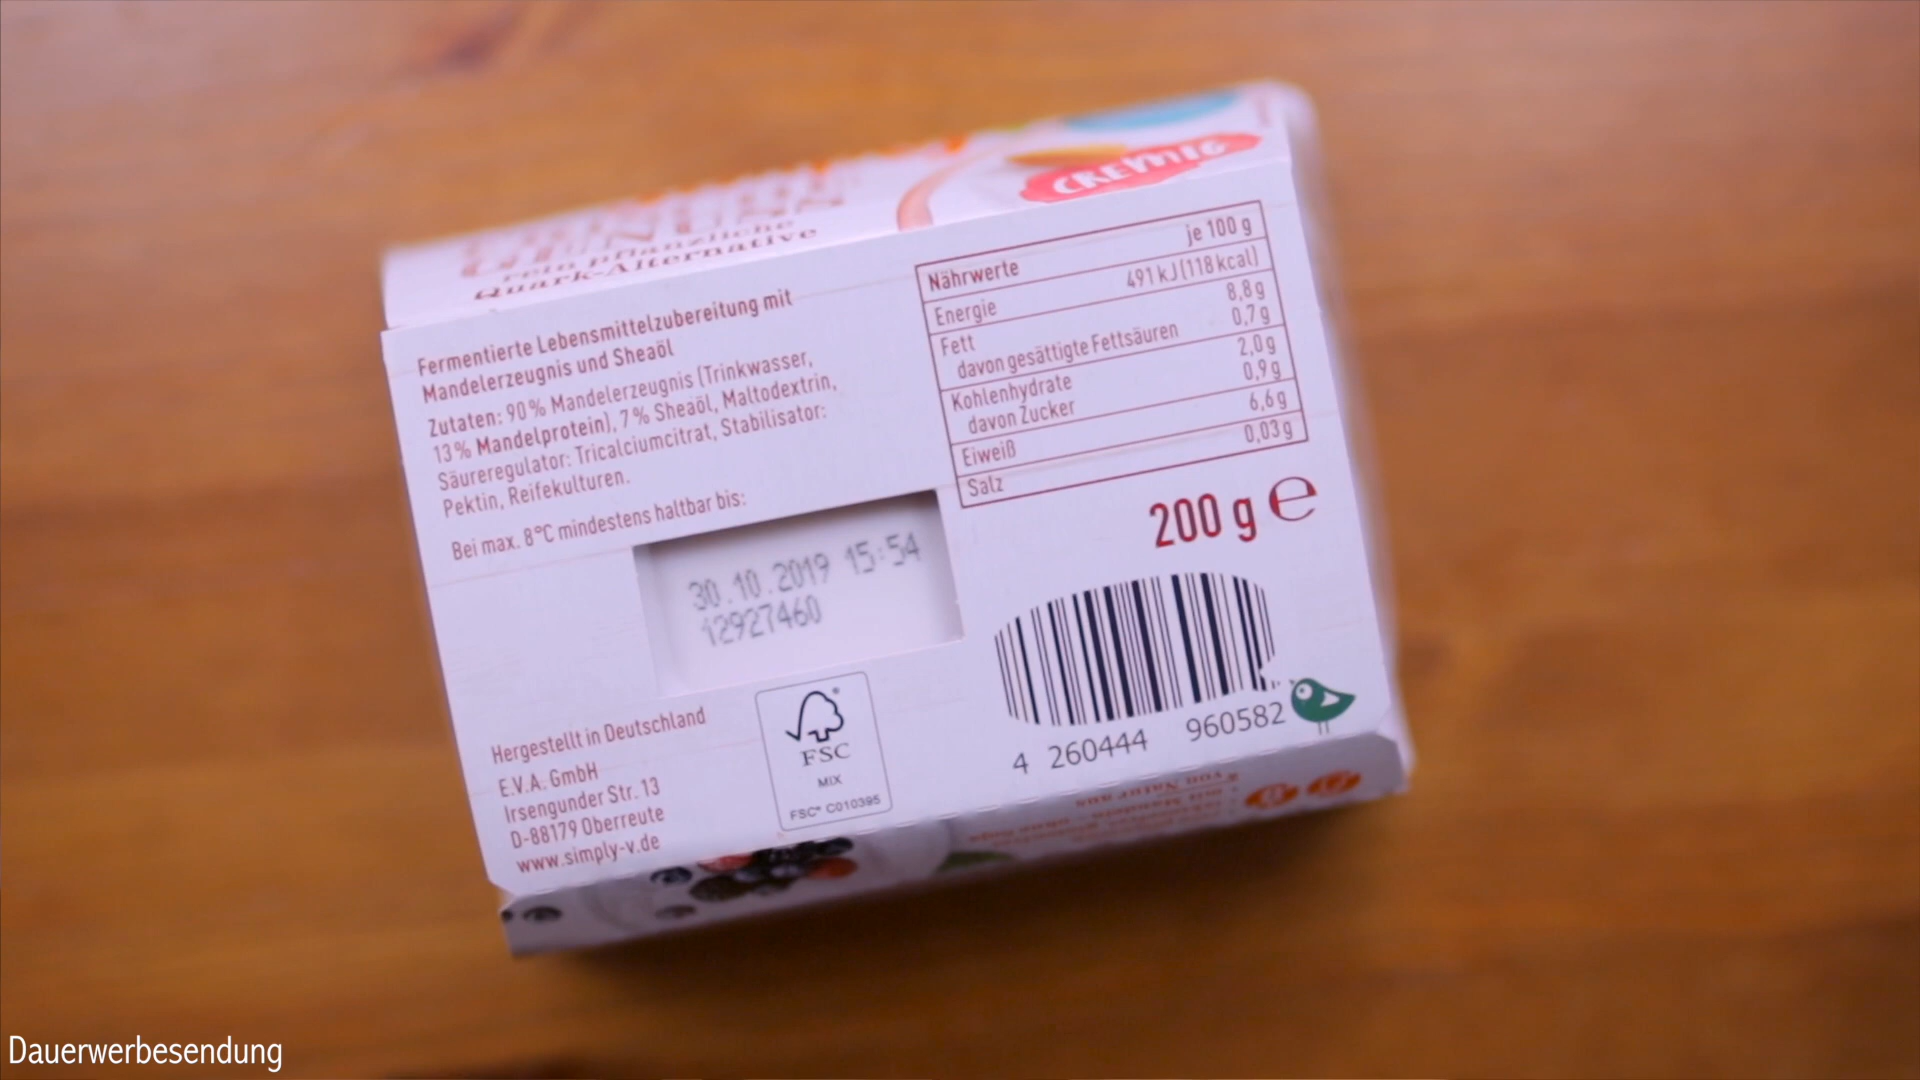 CREMIG
rein pflanzliche
Quark-Alternative
Fermentierte Lebensmittelzubereitung mit
Mandelerzeugnis und Sheaöl
Zutaten: 90% Mandelerzeugnis (Trinkwasser,
13% Mandelprotein), 7% Sheaöl, Maltodextrin,
Säureregulator: Tricalciumcitrat, Stabilisator:
Pektin, Reifekulturen.
Bei max. 8°C mindestens haltbar bis:
30.10.2019 15:54
12927460
Hergestellt in Deutschland
E.V.A. GmbH
Irsengunder Str. 13
D-88179 Oberreute
www.simply-v.de
FSC
MIX
FSC® C010395
Nährwerte je 100 g
Energie 491 kJ (118 kcal)
Fett 8,8 g
davon gesättigte Fettsäuren 0,7 g
Kohlenhydrate 2,0 g
davon Zucker 0,9 g
Eiweiß 6,6 g
Salz 0,03 g
200 g e
4 260444 960582
Dauerwerbesendung